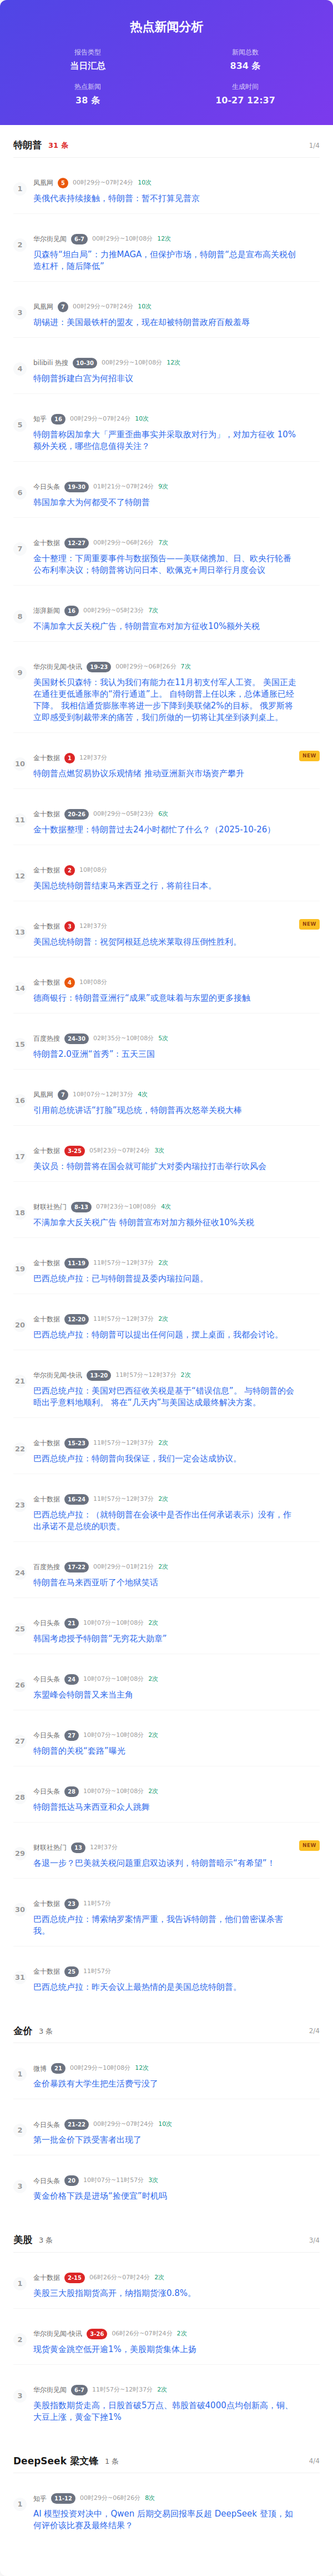 热点新闻分析
报告类型
当日汇总
新闻总数
834 条
热点新闻
38 条
生成时间
10-27 12:37
特朗普 31 条 1/4
1 凤凰网 5 00时29分~07时24分 10次
美俄代表持续接触，特朗普：暂不打算见普京
2 华尔街见闻 6-7 00时29分~10时08分 12次
贝森特“坦白局”：力推MAGA，但保护市场，特朗普“总是宣布高关税创
造杠杆，随后降低”
3 凤凰网 7 00时29分~07时24分 10次
胡锡进：美国最铁杆的盟友，现在却被特朗普政府百般羞辱
4 bilibili 热搜 10-30 00时29分~10时08分 12次
特朗普拆建白宫为何招非议
5 知乎 16 00时29分~07时24分 10次
特朗普称因加拿大「严重歪曲事实并采取敌对行为」，对加方征收 10%
额外关税，哪些信息值得关注？
6 今日头条 19-30 01时21分~07时24分 9次
韩国加拿大为何都受不了特朗普
7 金十数据 12-27 00时29分~06时26分 7次
金十整理：下周重要事件与数据预告——美联储携加、日、欧央行轮番
公布利率决议；特朗普将访问日本、欧佩克+周日举行月度会议
8 澎湃新闻 16 00时29分~05时23分 7次
不满加拿大反关税广告，特朗普宣布对加方征收10%额外关税
9 华尔街见闻-快讯 19-23 00时29分~06时26分 7次
美国财长贝森特：我认为我们有能力在11月初支付军人工资。 美国正走
在通往更低通胀率的“滑行通道”上。 自特朗普上任以来，总体通胀已经
下降。 我相信通货膨胀率将进一步下降到美联储2%的目标。 俄罗斯将
立即感受到制裁带来的痛苦，我们所做的一切将让其坐到谈判桌上。
10 金十数据 1 12时37分 NEW
特朗普点燃贸易协议乐观情绪 推动亚洲新兴市场资产攀升
11 金十数据 20-26 00时29分~05时23分 6次
金十数据整理：特朗普过去24小时都忙了什么？（2025-10-26）
12 金十数据 2 10时08分
美国总统特朗普结束马来西亚之行，将前往日本。
13 金十数据 3 12时37分 NEW
美国总统特朗普：祝贺阿根廷总统米莱取得压倒性胜利。
14 金十数据 4 10时08分
德商银行：特朗普亚洲行“成果”或意味着与东盟的更多接触
15 百度热搜 24-30 02时35分~10时08分 5次
特朗普2.0亚洲“首秀”：五天三国
16 凤凰网 7 10时07分~12时37分 4次
引用前总统讲话“打脸”现总统，特朗普再次怒举关税大棒
17 金十数据 3-25 05时23分~07时24分 3次
美议员：特朗普将在国会就可能扩大对委内瑞拉打击举行吹风会
18 财联社热门 8-13 07时23分~10时08分 4次
不满加拿大反关税广告 特朗普宣布对加方额外征收10%关税
19 金十数据 11-19 11时57分~12时37分 2次
巴西总统卢拉：已与特朗普提及委内瑞拉问题。
20 金十数据 12-20 11时57分~12时37分 2次
巴西总统卢拉：特朗普可以提出任何问题，摆上桌面，我都会讨论。
21 华尔街见闻-快讯 13-20 11时57分~12时37分 2次
巴西总统卢拉：美国对巴西征收关税是基于“错误信息”。 与特朗普的会
晤出乎意料地顺利。 将在“几天内”与美国达成最终解决方案。
22 金十数据 15-23 11时57分~12时37分 2次
巴西总统卢拉：特朗普向我保证，我们一定会达成协议。
23 金十数据 16-24 11时57分~12时37分 2次
巴西总统卢拉：（就特朗普在会谈中是否作出任何承诺表示）没有，作
出承诺不是总统的职责。
24 百度热搜 17-22 00时29分~01时21分 2次
特朗普在马来西亚听了个地狱笑话
25 今日头条 21 10时07分~10时08分 2次
韩国考虑授予特朗普“无穷花大勋章”
26 今日头条 24 10时07分~10时08分 2次
东盟峰会特朗普又来当主角
27 今日头条 27 10时07分~10时08分 2次
特朗普的关税“套路”曝光
28 今日头条 28 10时07分~10时08分 2次
特朗普抵达马来西亚和众人跳舞
29 财联社热门 13 12时37分 NEW
各退一步？巴美就关税问题重启双边谈判，特朗普暗示“有希望”！
30 金十数据 23 11时57分
巴西总统卢拉：博索纳罗案情严重，我告诉特朗普，他们曾密谋杀害
我。
31 金十数据 25 11时57分
巴西总统卢拉：昨天会议上最热情的是美国总统特朗普。
金价 3 条 2/4
1 微博 21 00时29分~10时08分 12次
金价暴跌有大学生把生活费亏没了
2 今日头条 21-22 00时29分~07时24分 10次
第一批金价下跌受害者出现了
3 今日头条 20 10时07分~11时57分 3次
黄金价格下跌是进场“捡便宜”时机吗
美股 3 条 3/4
1 金十数据 2-15 06时26分~07时24分 2次
美股三大股指期货高开，纳指期货涨0.8%。
2 华尔街见闻-快讯 3-26 06时26分~07时24分 2次
现货黄金跳空低开逾1%，美股期货集体上扬
3 华尔街见闻 6-7 11时57分~12时37分 2次
美股指数期货走高，日股首破5万点、韩股首破4000点均创新高，铜、
大豆上涨，黄金下挫1%
DeepSeek 梁文锋 1 条 4/4
1 知乎 11-12 00时29分~06时26分 8次
AI 模型投资对决中，Qwen 后期交易回报率反超 DeepSeek 登顶，如
何评价该比赛及最终结果？